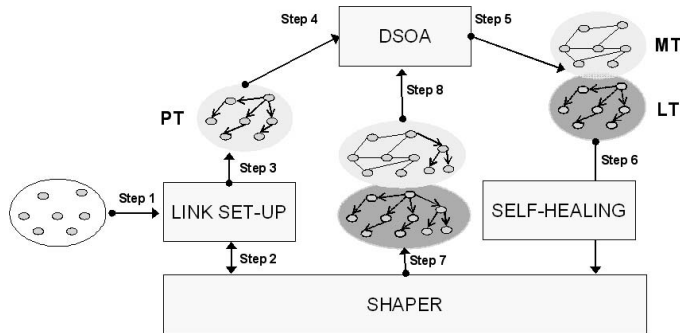 Step 4
DSOA
Step 5
MT
Step 8
PT
LT
Step 3
Step 6
Step 1
LINK SET-UP
SELF-HEALING
Step 2
Step 7
SHAPER